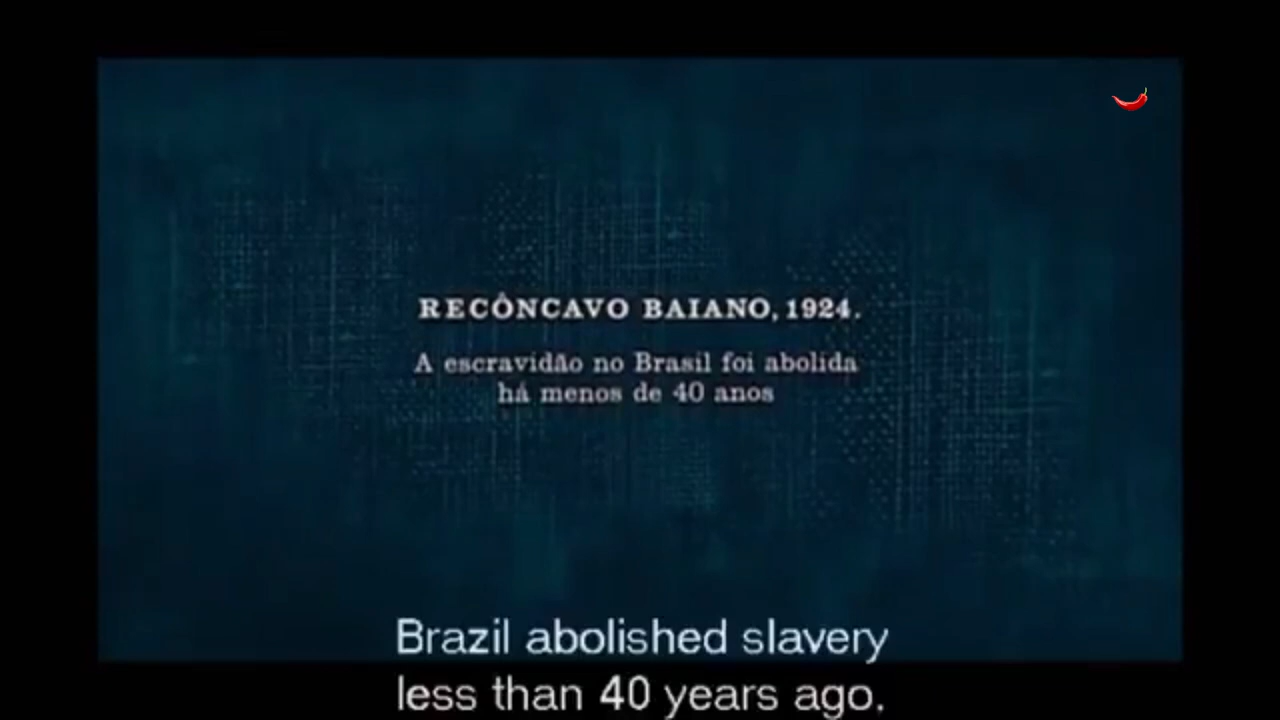 RECÔNCAVO BAIANO, 1924.
A escravidão no Brasil foi abolida
há menos de 40 anos
Brazil abolished slavery
less than 40 years ago.